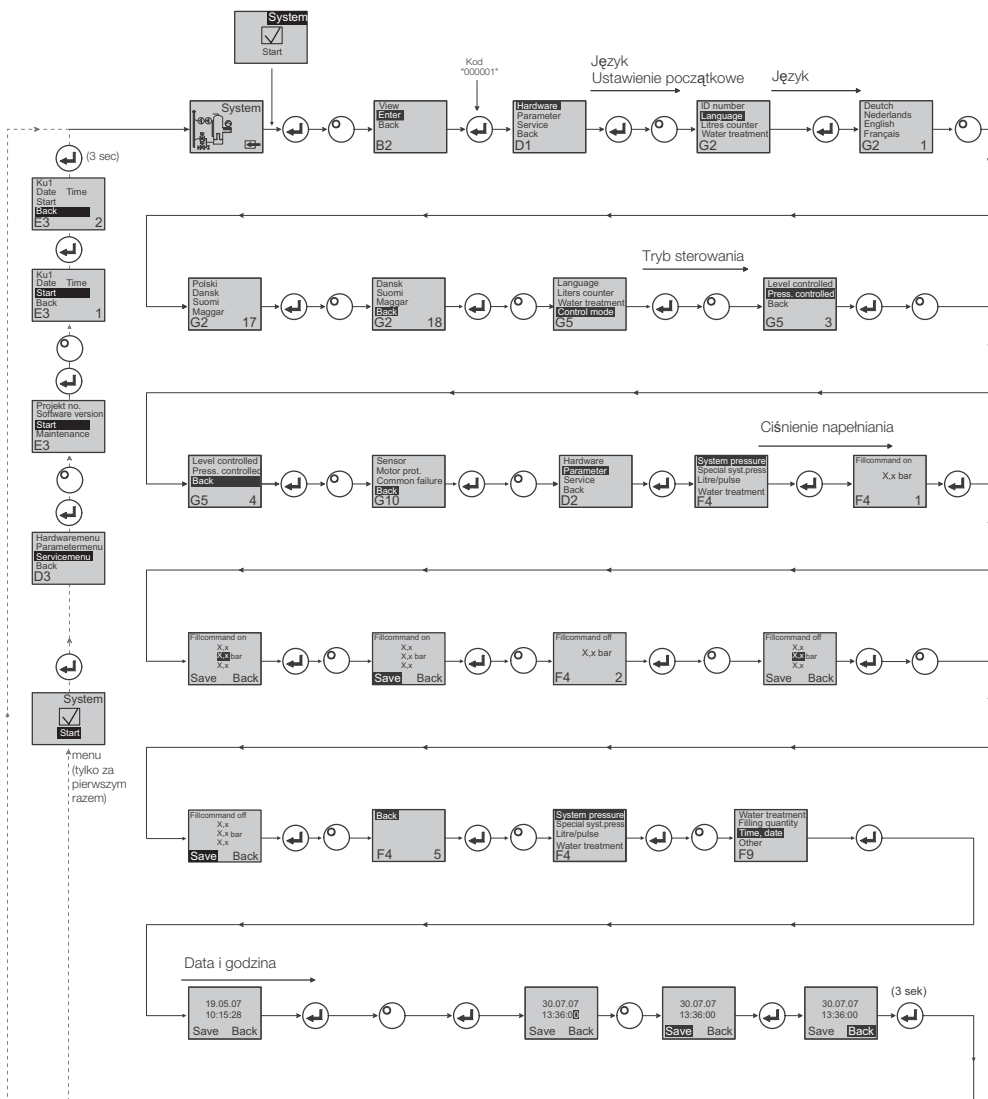 System
Start
Kod
"000001"
Język
Ustawienie początkowe
Język
System
View
Enter
Back
B2
Hardware
Parameter
Service
Back
D1
ID number
Language
Litres counter
Water treatment
G2
Deutch
Nederlands
English
Français
G2 1
(3 sec)
Ku1
Date Time
Start
Back
E3 2
Ku1
Date Time
Start
Back
E3 1
Projekt no.
Software version
Start
Maintenance
E3
Hardwaremenu
Parametermenu
Servicemenu
Back
D3
System
Start
menu
(tylko za
pierwszym
razem)
Polski
Dansk
Suomi
Maggar
G2 17
Dansk
Suomi
Maggar
Back
G2 18
Language
Liters counter
Water treatment
Control mode
G5
Tryb sterowania
Level controlled
Press. controlled
Back
G5 3
Level controlled
Press. controlled
Back
G5 4
Sensor
Motor prot.
Common failure
Back
G10
Hardware
Parameter
Service
Back
D2
Ciśnienie napełniania
System pressure
Special syst.press
Litre/pulse
Water treatment
F4
Fillcommand on
X,x bar
F4 1
Fillcommand on
X,x
X,x bar
X,x
Save Back
Fillcommand on
X,x
X,x bar
X,x
Save Back
Fillcommand off
X,x bar
F4 2
Fillcommand off
X,x
X,x bar
X,x
Save Back
Fillcommand off
X,x
X,x bar
X,x
Save Back
Back
F4 5
System pressure
Special syst.press
Litre/pulse
Water treatment
F4
Water treatment
Filling quantity
Time, date
Other
F9
Data i godzina
19.05.07
10:15:28
Save Back
30.07.07
13:36:00
Save Back
30.07.07
13:36:00
Save Back
30.07.07
13:36:00
Save Back
(3 sek)